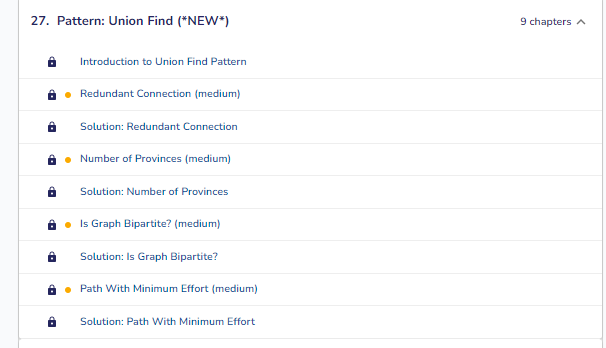 27. Pattern: Union Find (*NEW*) 9 chapters
Introduction to Union Find Pattern
Redundant Connection (medium)
Solution: Redundant Connection
Number of Provinces (medium)
Solution: Number of Provinces
Is Graph Bipartite? (medium)
Solution: Is Graph Bipartite?
Path With Minimum Effort (medium)
Solution: Path With Minimum Effort